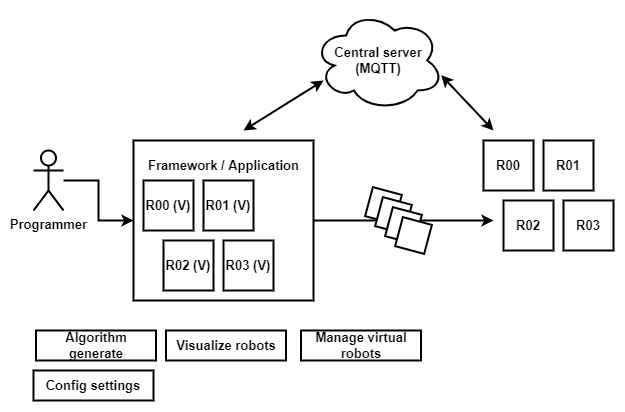 Central server
(MQTT)
Framework / Application
R00 (V)
R01 (V)
R02 (V)
R03 (V)
Programmer
R00
R01
R02
R03
Algorithm
generate
Visualize robots
Manage virtual
robots
Config settings